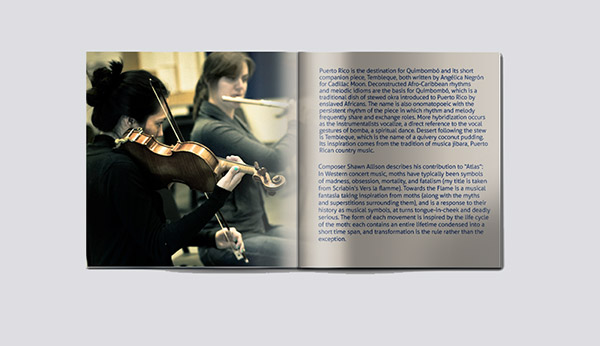 Puerto Rico is the destination for Quimbombó and its short
companion piece, Tembleque, both written by Angélica Negrón
for Cadillac Moon. Deconstructed Afro-Caribbean rhythms
and melodic idioms are the basis for Quimbombó, which is a
traditional dish of stewed okra introduced to Puerto Rico by
enslaved Africans. The name is also onomatopoeic with the
persistent rhythm of the piece in which rhythm and melody
frequently share and exchange roles. More hybridization occurs
as the instrumentalists vocalize, a direct reference to the vocal
gestures of bomba, a spiritual dance. Dessert following the stew
is Tembleque, which is the name of a quivery coconut pudding.
Its inspiration comes from the tradition of musica jibara, Puerto
Rican country music.
Composer Shawn Allison describes his contribution to "Atlas":
In Western concert music, moths have typically been symbols
of madness, obsession, mortality, and fatalism (my title is taken
from Scriabin's Vers la flamme). Towards the Flame is a musical
fantasia taking inspiration from moths (along with the myths
and superstitions surrounding them), and is a response to their
history as musical symbols, at turns tongue-in-cheek and deadly
serious. The form of each movement is inspired by the life cycle
of the moth: each contains an entire lifetime condensed into a
short time span, and transformation is the rule rather than the
exception.